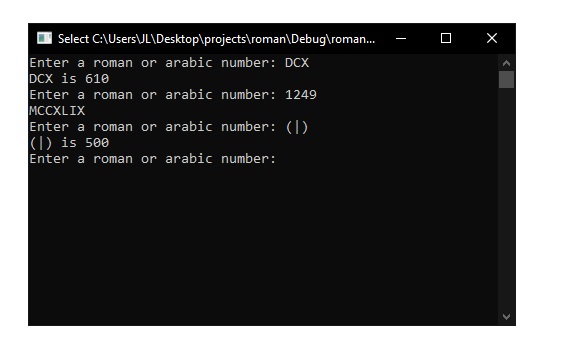 Select C:\Users\JL\Desktop\projects\roman\Debug\roman...
Enter a roman or arabic number: DCX
DCX is 610
Enter a roman or arabic number: 1249
MCCXLIX
Enter a roman or arabic number: (|)
(|) is 500
Enter a roman or arabic number: